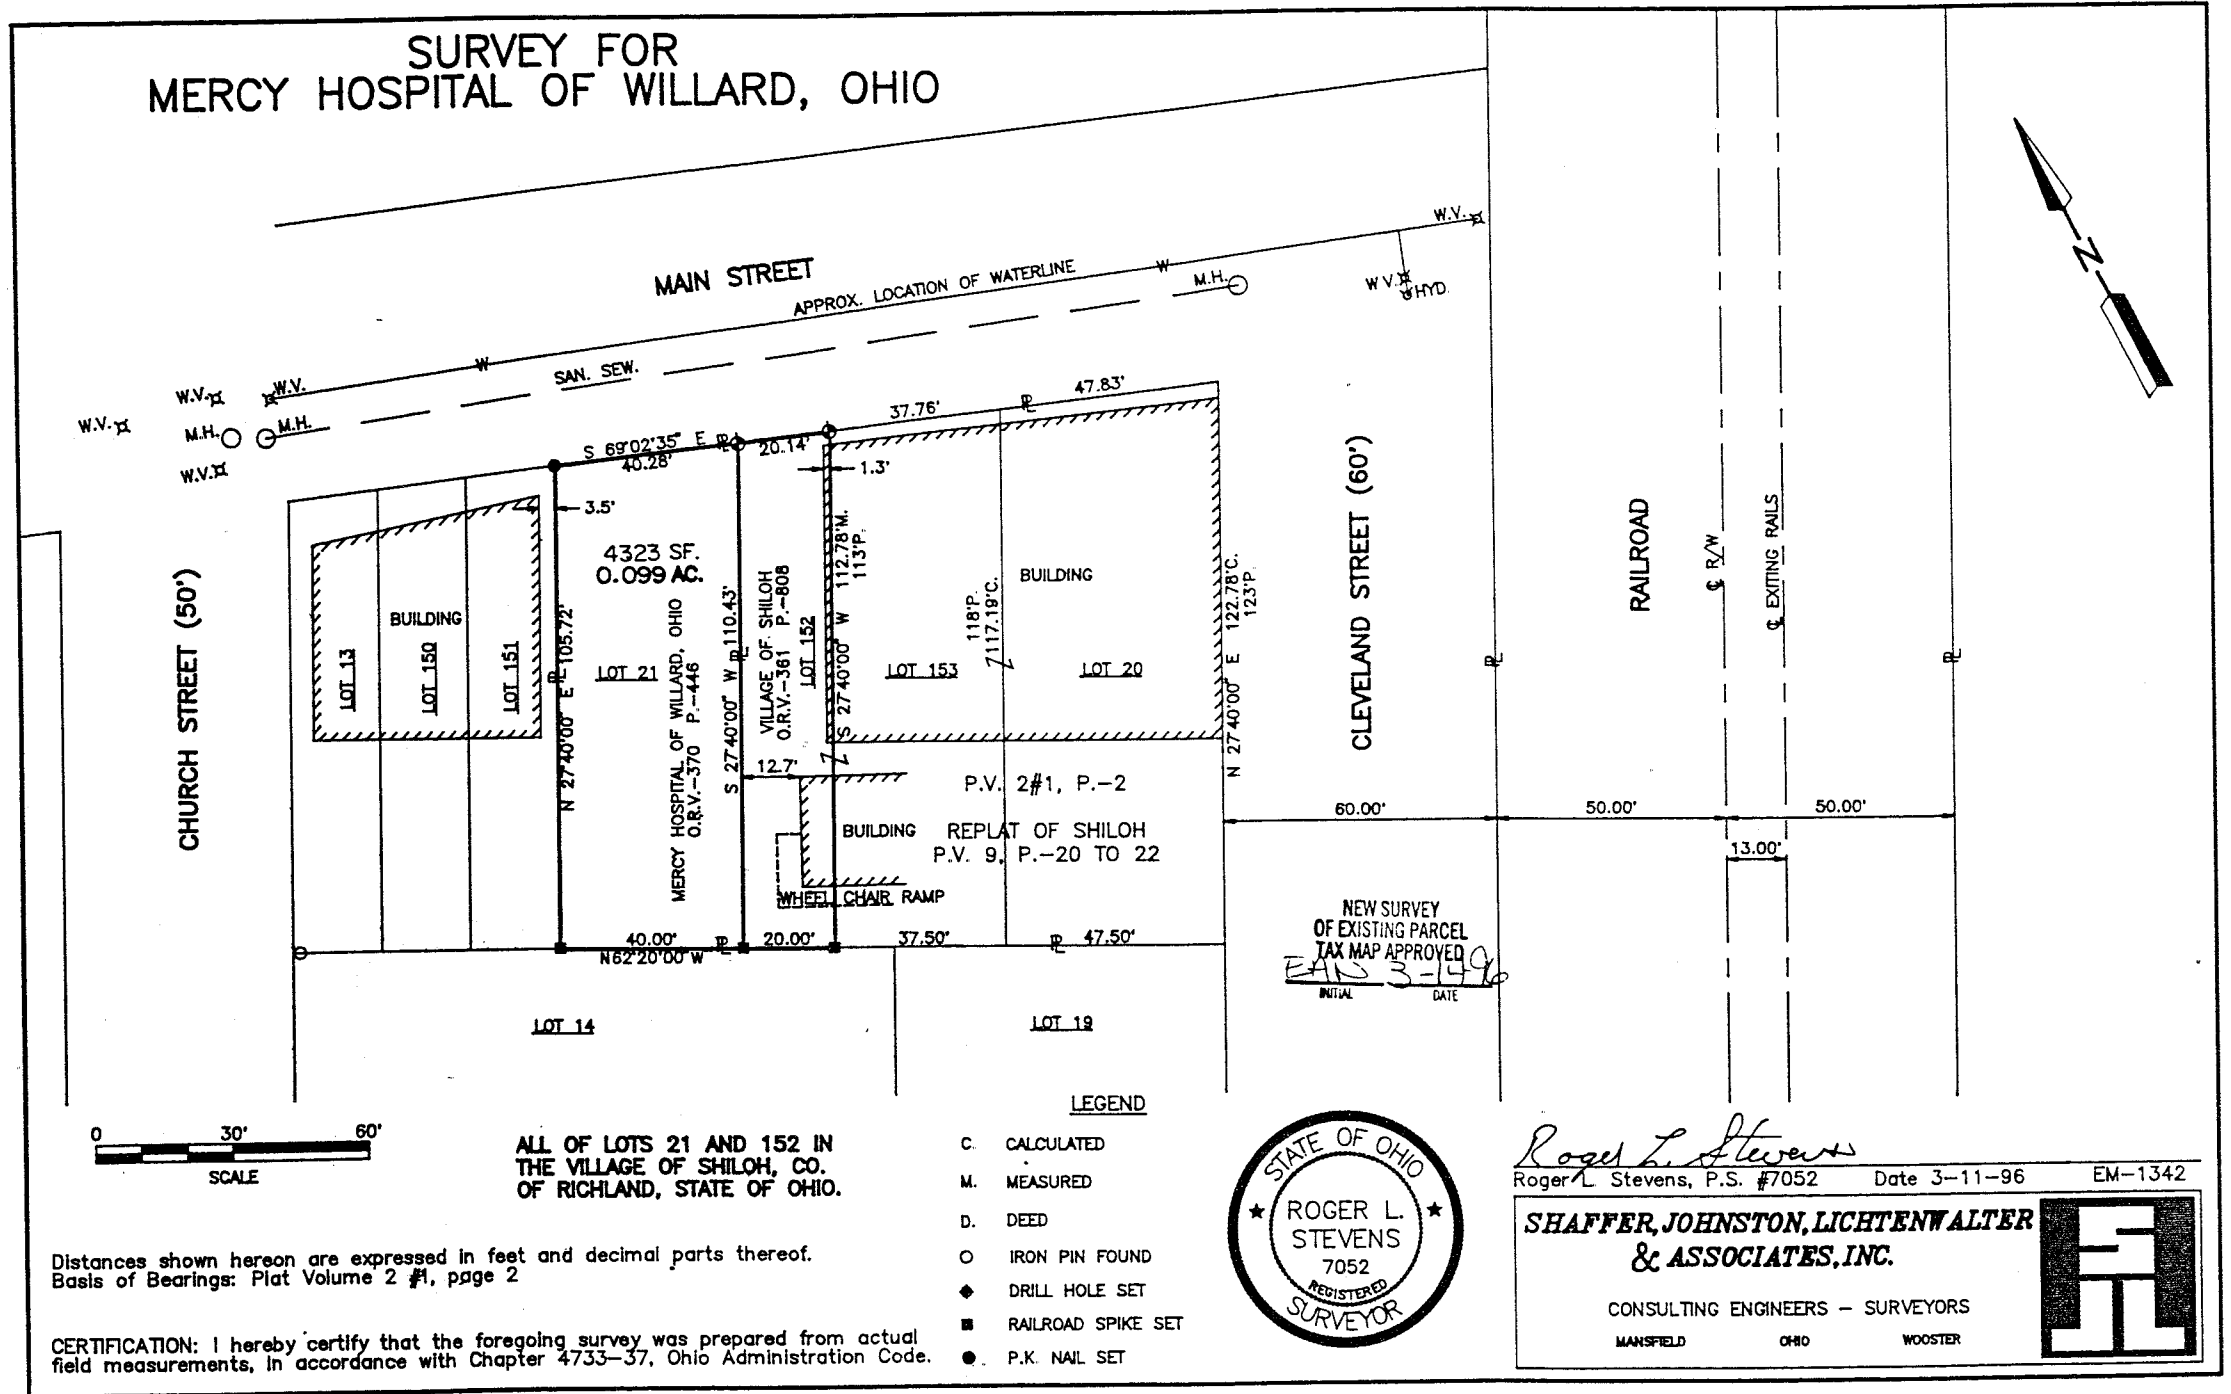 SURVEY FOR
MERCY HOSPITAL OF WILLARD, OHIO
MAIN STREET
APPROX. LOCATION OF WATERLINE
W
W
W.V.
W.V.
HYD.
M.H.
SAN. SEW.
W.V.
W.V.
W.V.
M.H.
M.H.
W.V.
N
S 69°02'35" E
40.28'
20.14'
37.76'
47.83'
1.3'
3.5'
4323 SF.
0.099 AC.
CHURCH STREET (50')
BUILDING
LOT 13
LOT 150
LOT 151
N 27°40'00" E 105.72'
LOT 21
MERCY HOSPITAL OF WILLARD, OHIO
O.R.V.-370 P.-446
S 27°40'00" W 110.43'
VILLAGE OF SHILOH
O.R.V.-361 P.-808
LOT 152
S 27°40'00" W 112.78'M.
113'P.
LOT 153
118'P.
117.19'C.
BUILDING
LOT 20
N 27°40'00" E 122.78'C.
123'P.
CLEVELAND STREET (60')
RAILROAD
℄ R/W
℄ EXITING RAILS
12.7'
BUILDING
WHEEL CHAIR RAMP
P.V. 2#1, P.-2
REPLAT OF SHILOH
P.V. 9, P.-20 TO 22
60.00'
50.00'
50.00'
13.00'
40.00'
N62°20'00"W
20.00'
37.50'
47.50'
LOT 14
LOT 19
NEW SURVEY
OF EXISTING PARCEL
TAX MAP APPROVED
EAN 3-14-96
INITIAL DATE
0 30' 60'
SCALE
ALL OF LOTS 21 AND 152 IN
THE VILLAGE OF SHILOH, CO.
OF RICHLAND, STATE OF OHIO.
Distances shown hereon are expressed in feet and decimal parts thereof.
Basis of Bearings: Plat Volume 2 #1, page 2
CERTIFICATION: I hereby certify that the foregoing survey was prepared from actual
field measurements, in accordance with Chapter 4733-37, Ohio Administration Code.
LEGEND
C. CALCULATED
M. MEASURED
D. DEED
IRON PIN FOUND
DRILL HOLE SET
RAILROAD SPIKE SET
P.K. NAIL SET
STATE OF OHIO
ROGER L.
STEVENS
7052
REGISTERED
SURVEYOR
Roger L. Stevens
Roger L. Stevens, P.S. #7052 Date 3-11-96 EM-1342
SHAFFER, JOHNSTON, LICHTENWALTER
& ASSOCIATES, INC.
CONSULTING ENGINEERS - SURVEYORS
MANSFIELD OHIO WOOSTER